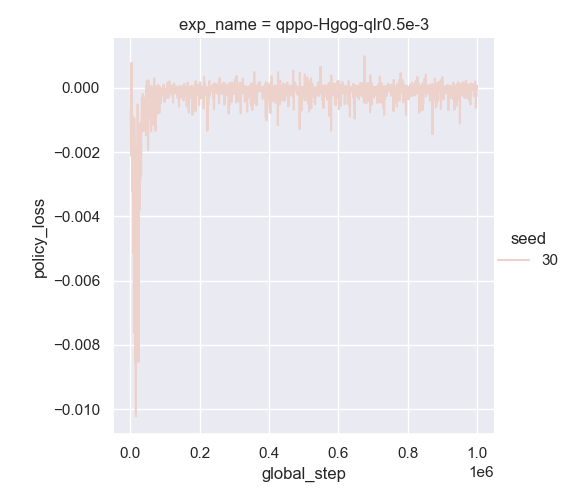 exp_name = qppo-Hgog-qlr0.5e-3
0.000
−0.002
−0.004
−0.006
−0.008
−0.010
policy_loss
seed
30
0.0 0.2 0.4 0.6 0.8 1.0
1e6
global_step